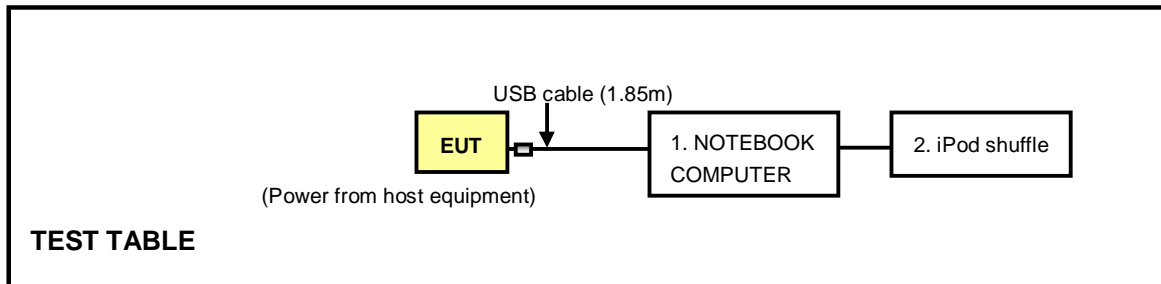 USB cable (1.85m)
EUT
1. NOTEBOOK
COMPUTER
2. iPod shuffle
(Power from host equipment)
TEST TABLE